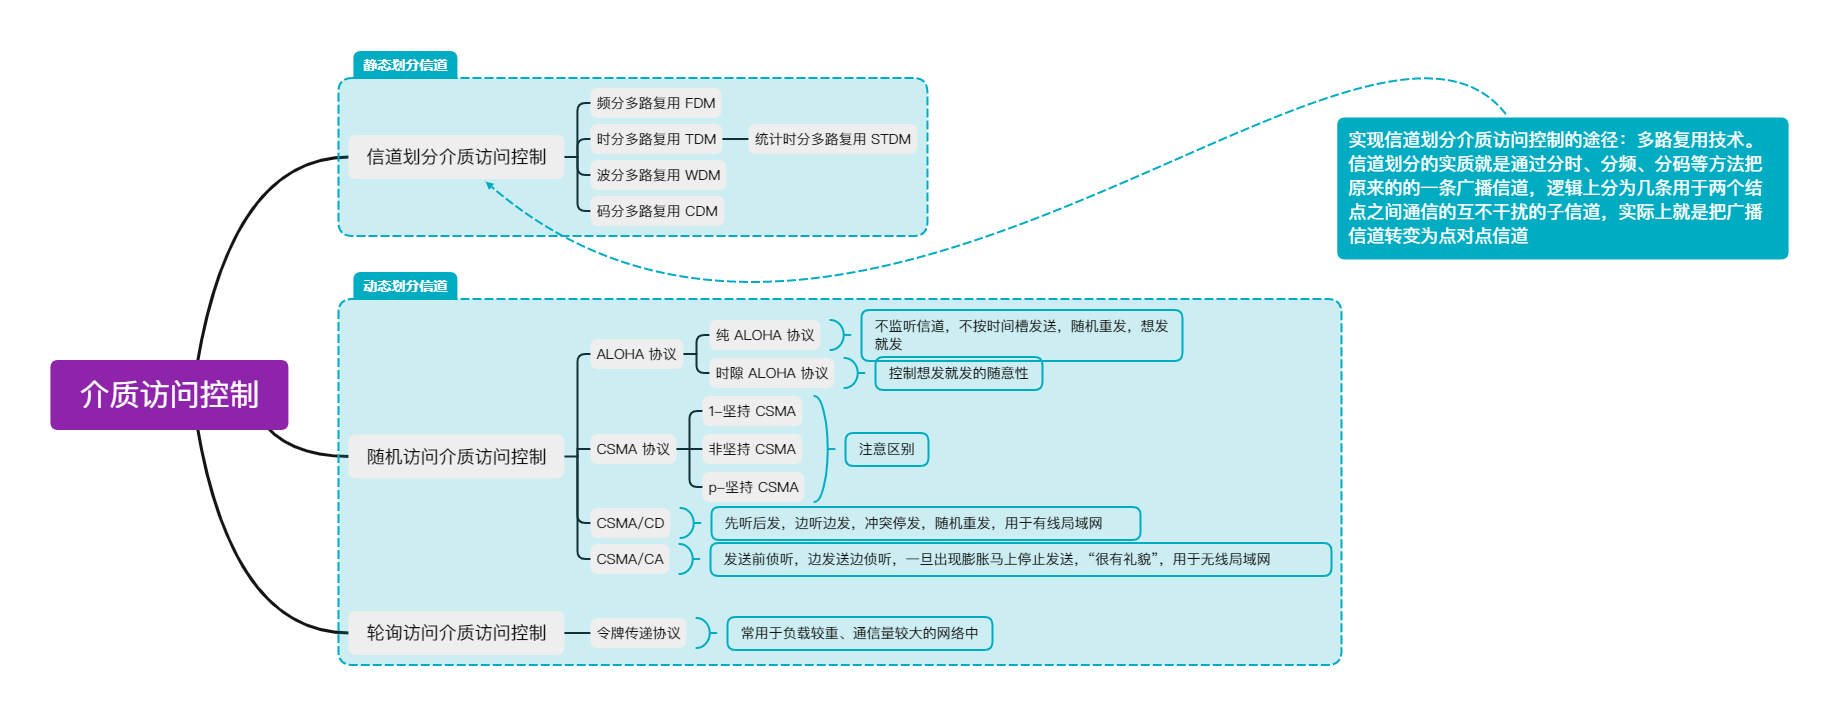 静态划分信道
频分多路复用 FDM
时分多路复用 TDM
统计时分多路复用 STDM
信道划分介质访问控制
波分多路复用 WDM
码分多路复用 CDM
实现信道划分介质访问控制的途径：多路复用技术。
信道划分的实质就是通过分时、分频、分码等方法把
原来的的一条广播信道，逻辑上分为几条用于两个结
点之间通信的互不干扰的子信道，实际上就是把广播
信道转变为点对点信道
介质访问控制
动态划分信道
随机访问介质访问控制
ALOHA 协议
纯 ALOHA 协议
不监听信道，不按时间槽发送，随机重发，想发
就发
时隙 ALOHA 协议
控制想发就发的随意性
CSMA 协议
1-坚持 CSMA
非坚持 CSMA
p-坚持 CSMA
注意区别
CSMA/CD
先听后发，边听边发，冲突停发，随机重发，用于有线局域网
CSMA/CA
发送前侦听，边发送边侦听，一旦出现膨胀马上停止发送，“很有礼貌”，用于无线局域网
轮询访问介质访问控制
令牌传递协议
常用于负载较重、通信量较大的网络中